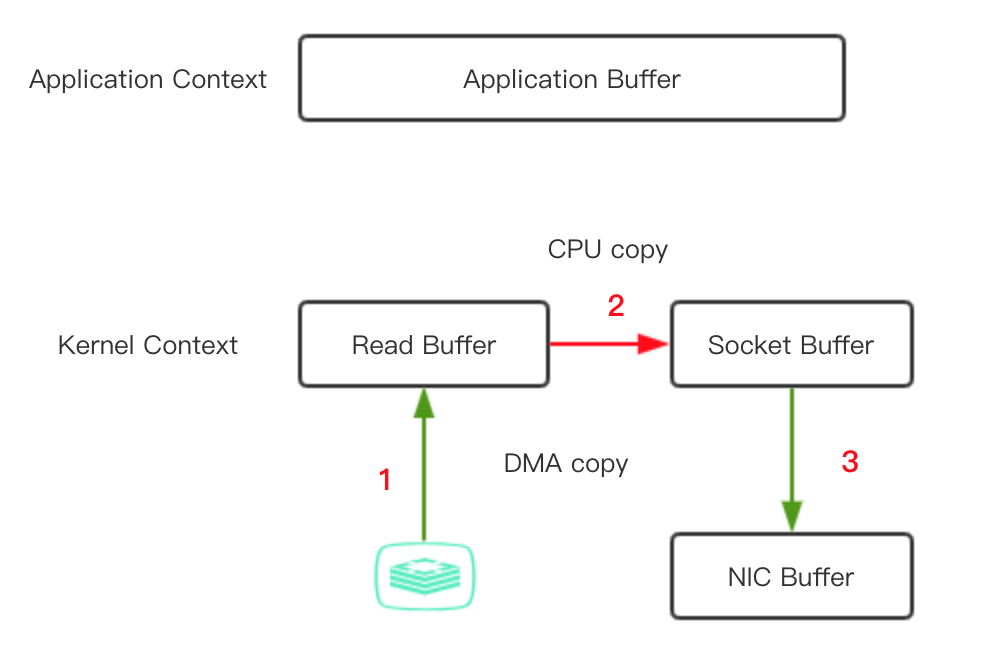 Application Context
Application Buffer
CPU copy
2
Kernel Context
Read Buffer
Socket Buffer
1
DMA copy
3
NIC Buffer